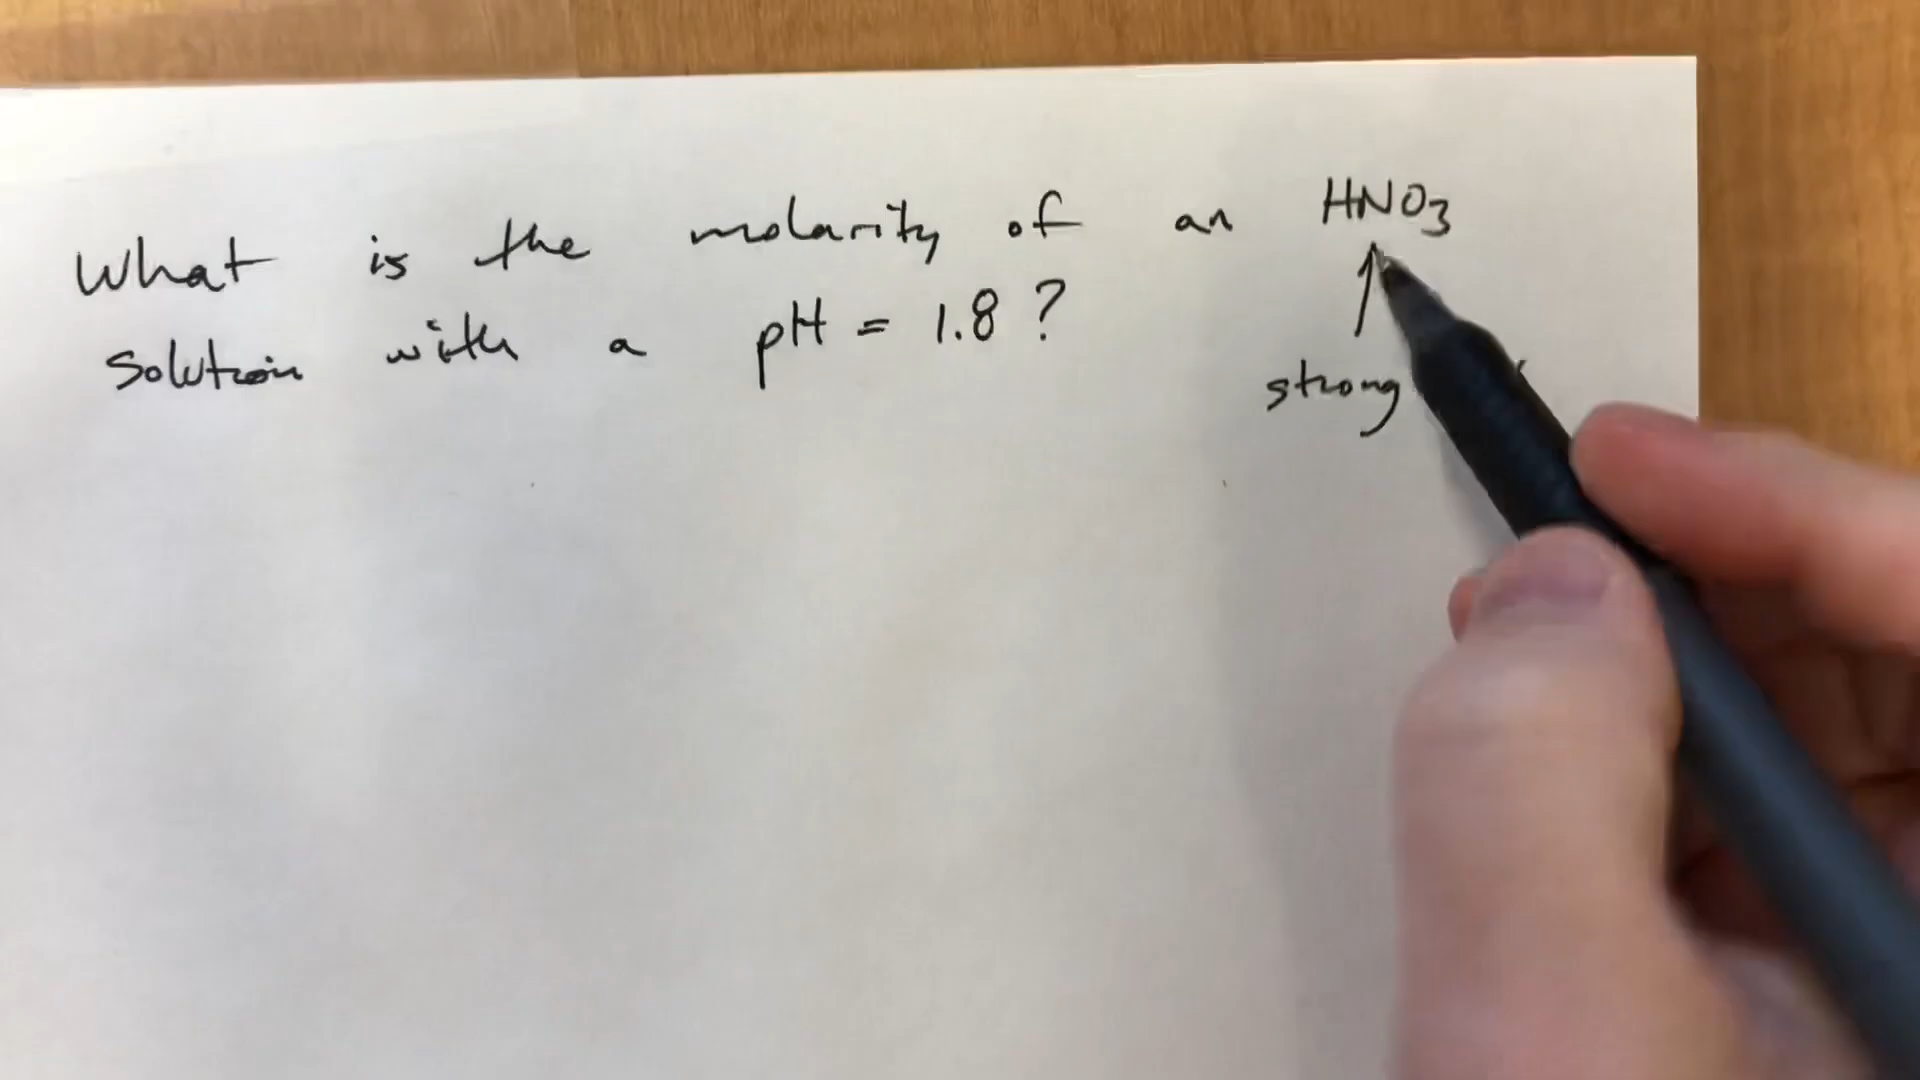 What is the molarity of an HNO3
solution with a pH = 1.8 ?
strong